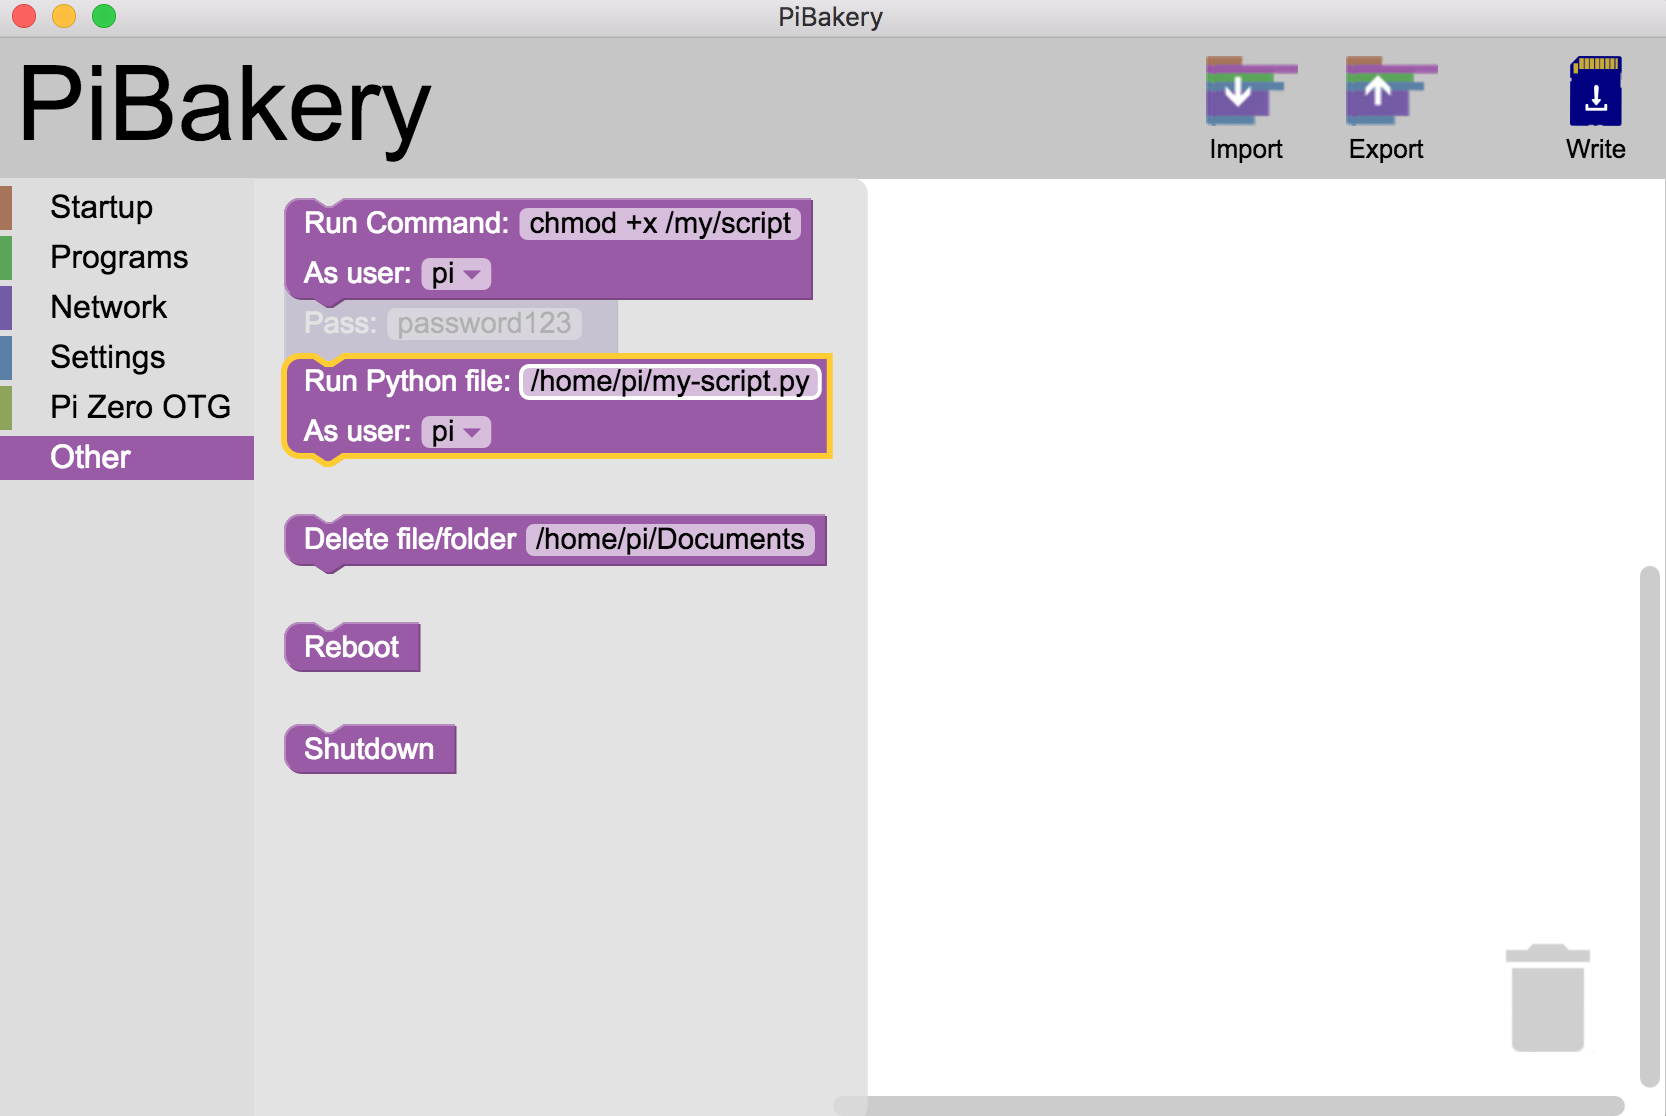 PiBakery
PiBakery
Import
Export
Write
Startup
Programs
Network
Settings
Pi Zero OTG
Other
Run Command: chmod +x /my/script
As user: pi
Pass: password123
Run Python file: /home/pi/my-script.py
As user: pi
Delete file/folder /home/pi/Documents
Reboot
Shutdown